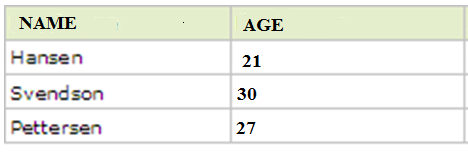 NAME AGE
Hansen 21
Svendson 30
Pettersen 27